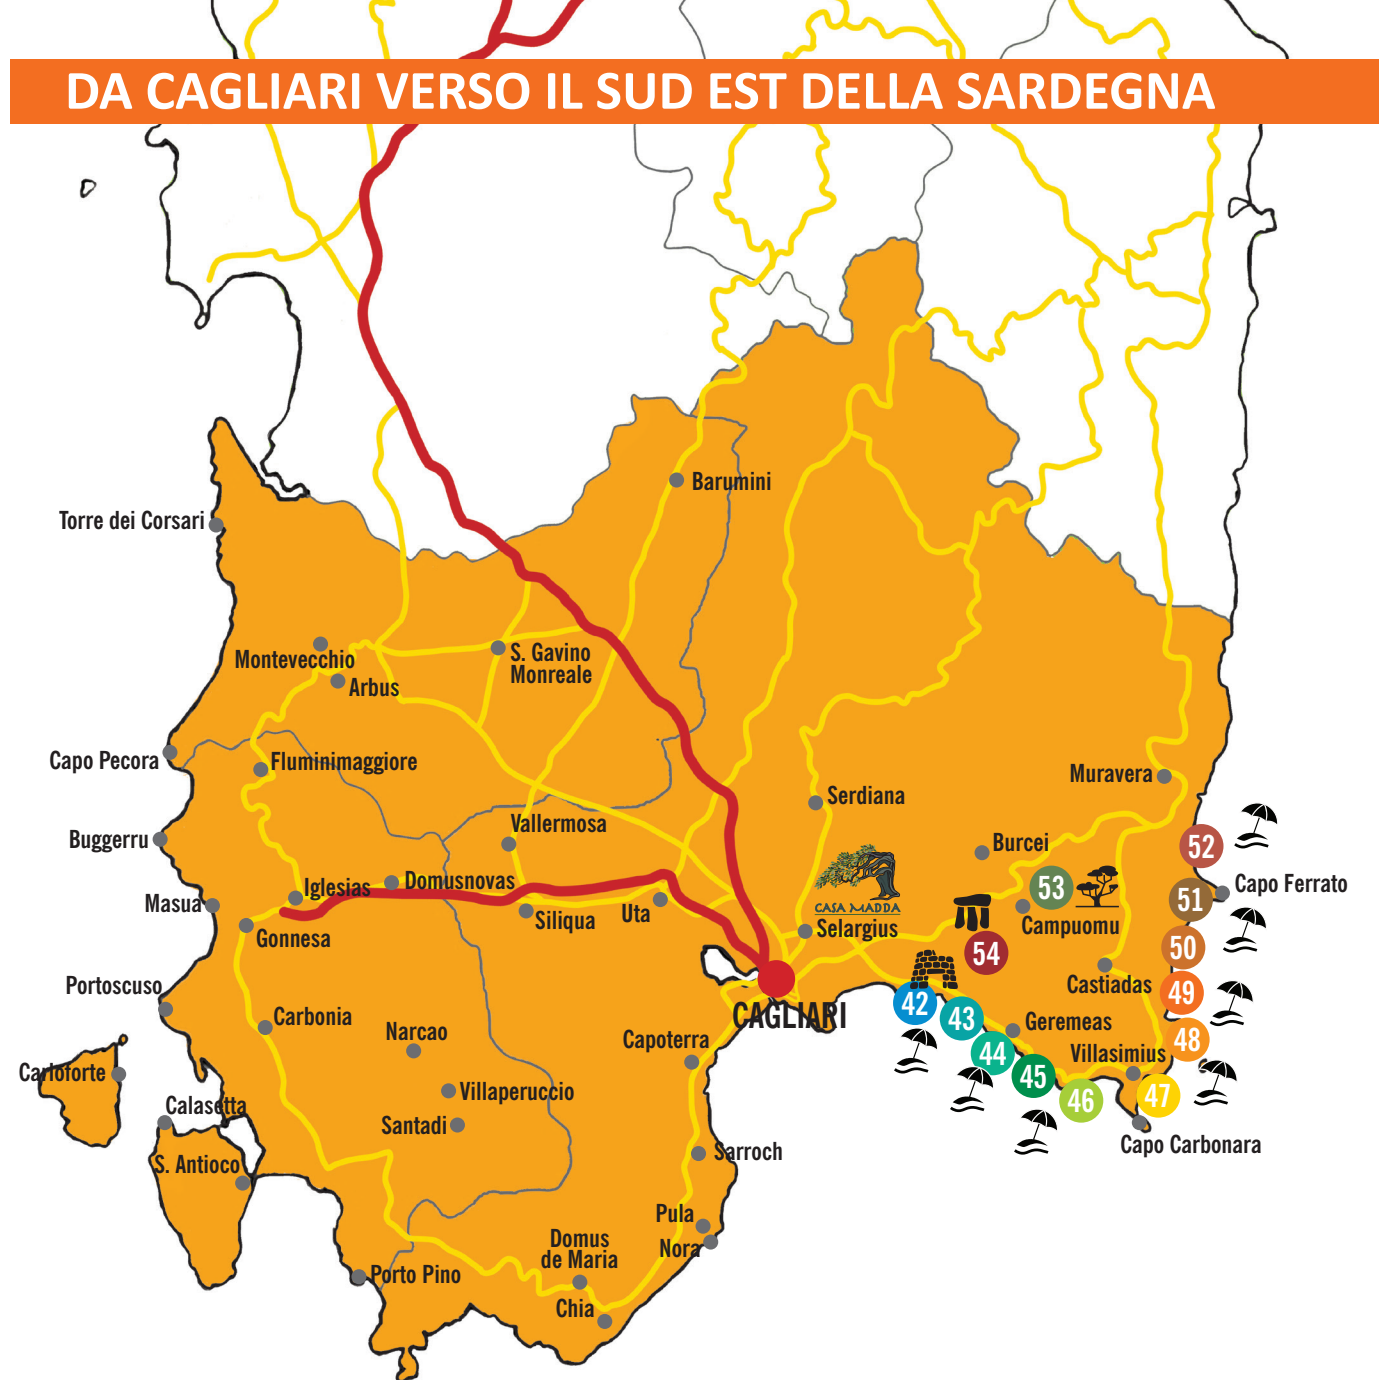 DA CAGLIARI VERSO IL SUD EST DELLA SARDEGNA
Barumini
Torre dei Corsari
Montevecchio
S. Gavino
Monreale
Arbus
Capo Pecora
Fluminimaggiore
Muravera
Serdiana
Buggerru
Vallermosa
Burcei
52
Iglesias
Domusnovas
53
Capo Ferrato
Masua
CASA MADDA
51
Siliqua
Uta
Selargius
Campuomu
Gonnesa
54
50
Portoscuso
Castiadas
49
42
CAGLIARI
43
Carbonia
Geremeas
Narcao
Capoterra
44
Villasimius
48
Carloforte
45
Villaperuccio
46
47
Calasetta
Santadi
Capo Carbonara
Sarroch
S. Antioco
Pula
Domus
de Maria
Nora
Porto Pino
Chia